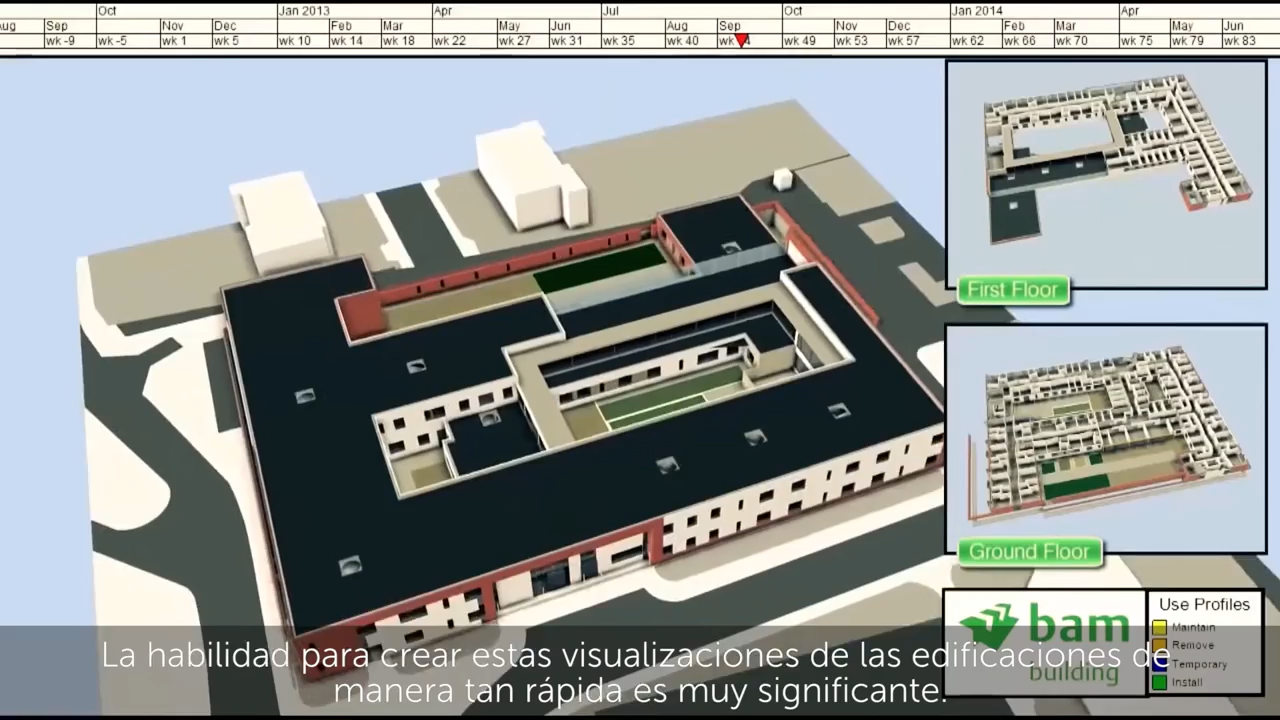 Oct Jan 2013 Apr Jul Oct Jan 2014 Apr
Aug Sep Nov Dec Feb Mar May Jun Aug Sep Nov Dec Feb Mar May Jun
wk -9 wk -5 wk 1 wk 5 wk 10 wk 14 wk 18 wk 22 wk 27 wk 31 wk 35 wk 40 wk 49 wk 53 wk 57 wk 62 wk 66 wk 70 wk 75 wk 79 wk 83
First Floor
Ground Floor
bam
building
Use Profiles
Maintain
Remove
Temporary
Install
La habilidad para crear estas visualizaciones de las edificaciones de
manera tan rápida es muy significante.